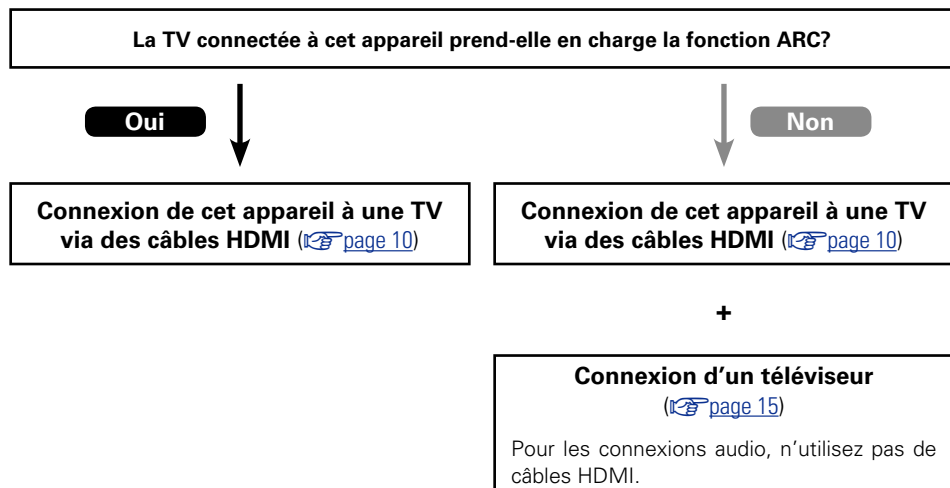 La TV connectée à cet appareil prend-elle en charge la fonction ARC?
Oui
Non
Connexion de cet appareil à une TV
via des câbles HDMI (page 10)
Connexion de cet appareil à une TV
via des câbles HDMI (page 10)
+
Connexion d’un téléviseur
(page 15)
Pour les connexions audio, n’utilisez pas de
câbles HDMI.